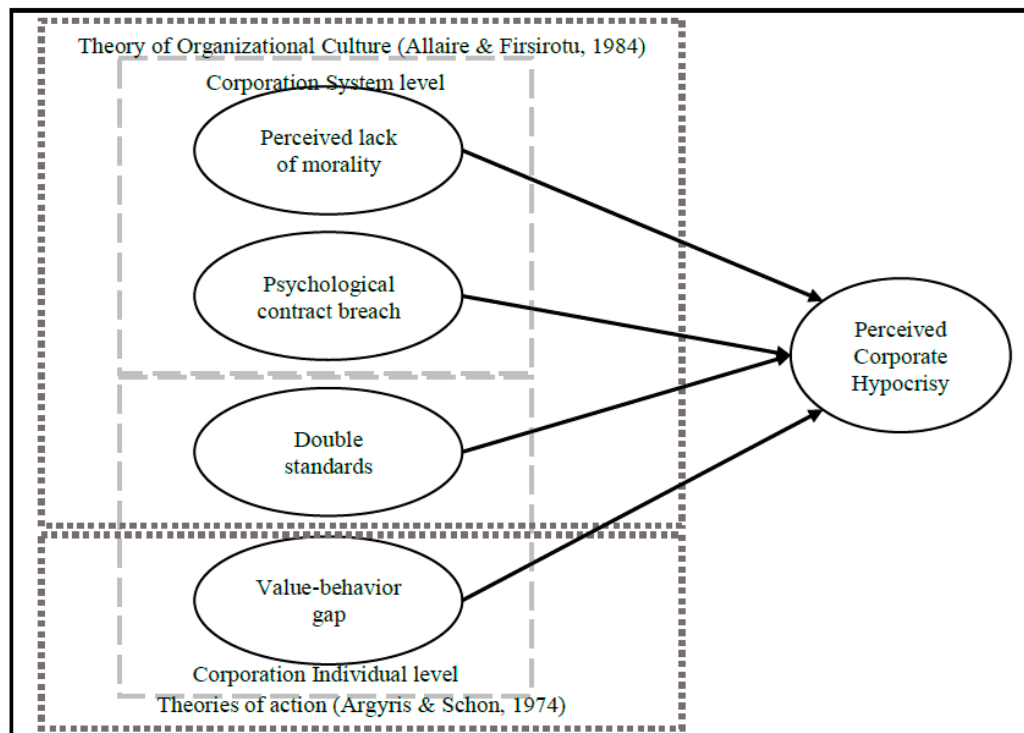 Theory of Organizational Culture (Allaire & Firsirotu, 1984)
Corporation System level
Perceived lack
of morality
Psychological
contract breach
Double
standards
Value-behavior
gap
Corporation Individual level
Theories of action (Argyris & Schon, 1974)
Perceived
Corporate
Hypocrisy